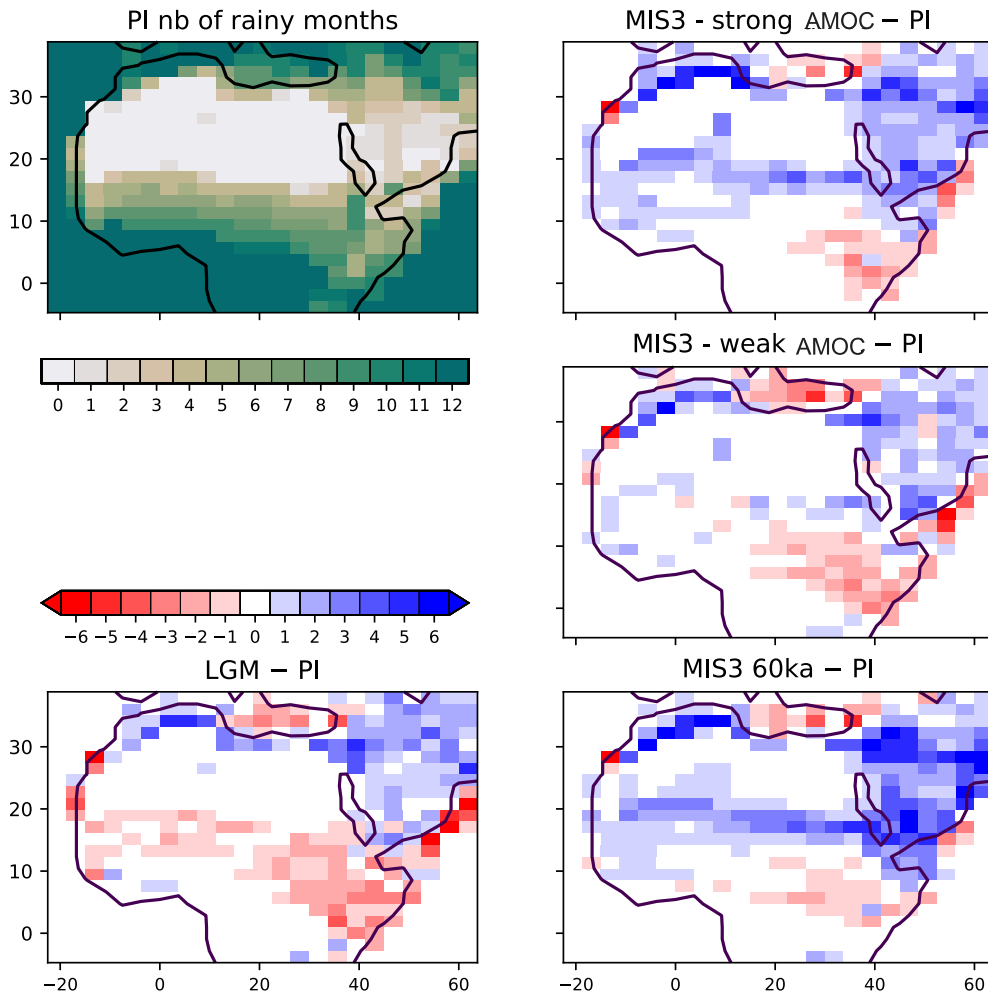 PI nb of rainy months
MIS3 - strong AMOC − PI
30
20
10
0
0 1 2 3 4 5 6 7 8 9 10 11 12
MIS3 - weak AMOC − PI
−6 −5 −4 −3 −2 −1 0 1 2 3 4 5 6
LGM − PI
MIS3 60ka − PI
30
20
10
0
−20 0 20 40 60
−20 0 20 40 60